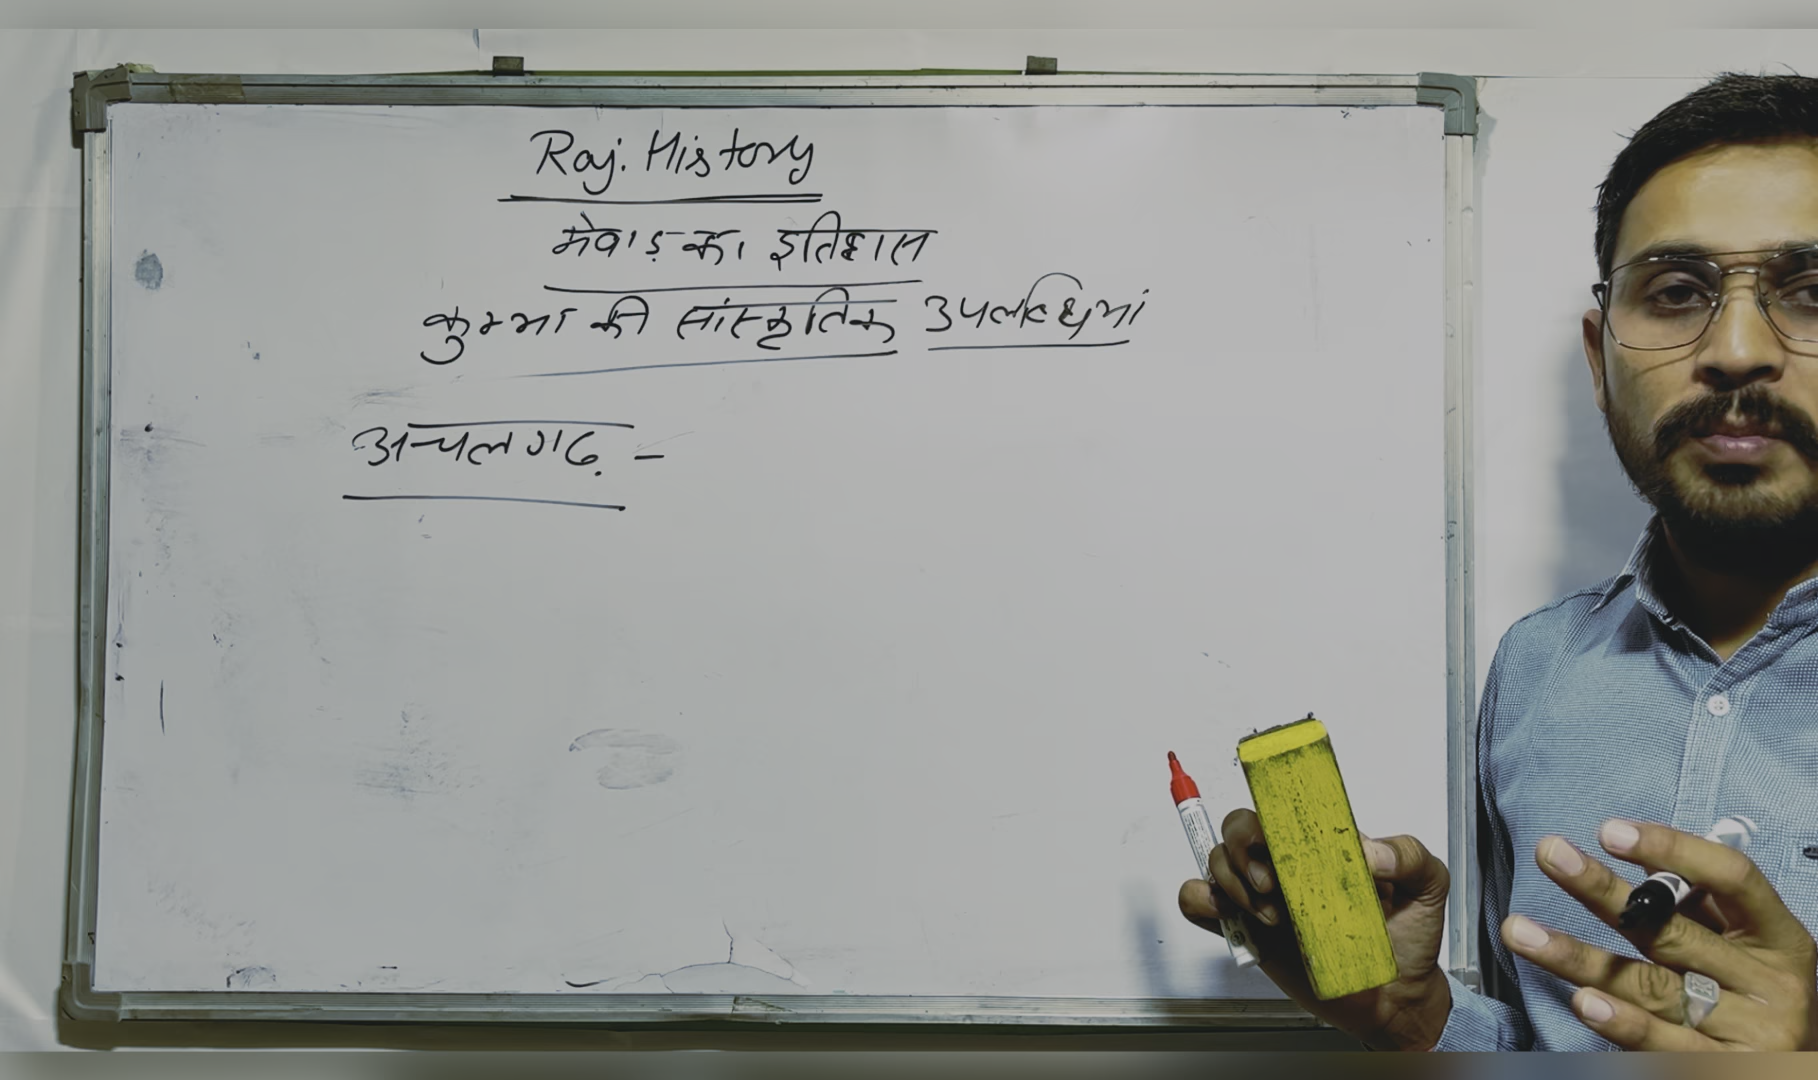 Raj. History
मेवाड़ का इतिहास
कुम्भा की सांस्कृतिक उपलब्धियां
अचलगढ़ -